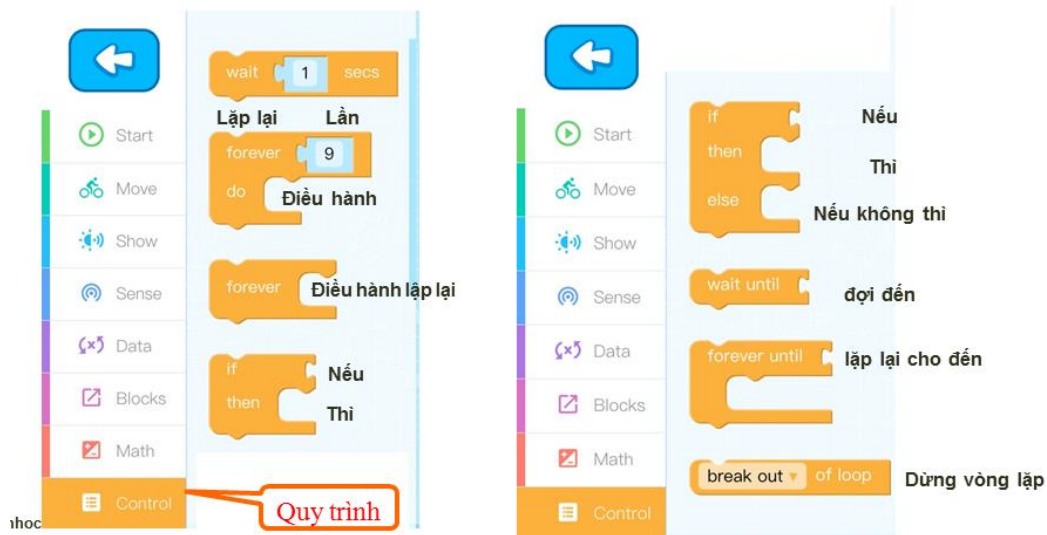 wait 1 secs
Lặp lại Lần
forever 9
do Điều hành
forever Điều hành lập lại
if Nếu
then Thì
Start
Move
Show
Sense
Data
Blocks
Math
Control
Quy trình
nhoc
if Nếu
then Thì
else Nếu không thì
wait until đợi đến
forever until lặp lại cho đến
break out of loop Dừng vòng lặp
Start
Move
Show
Sense
Data
Blocks
Math
Control